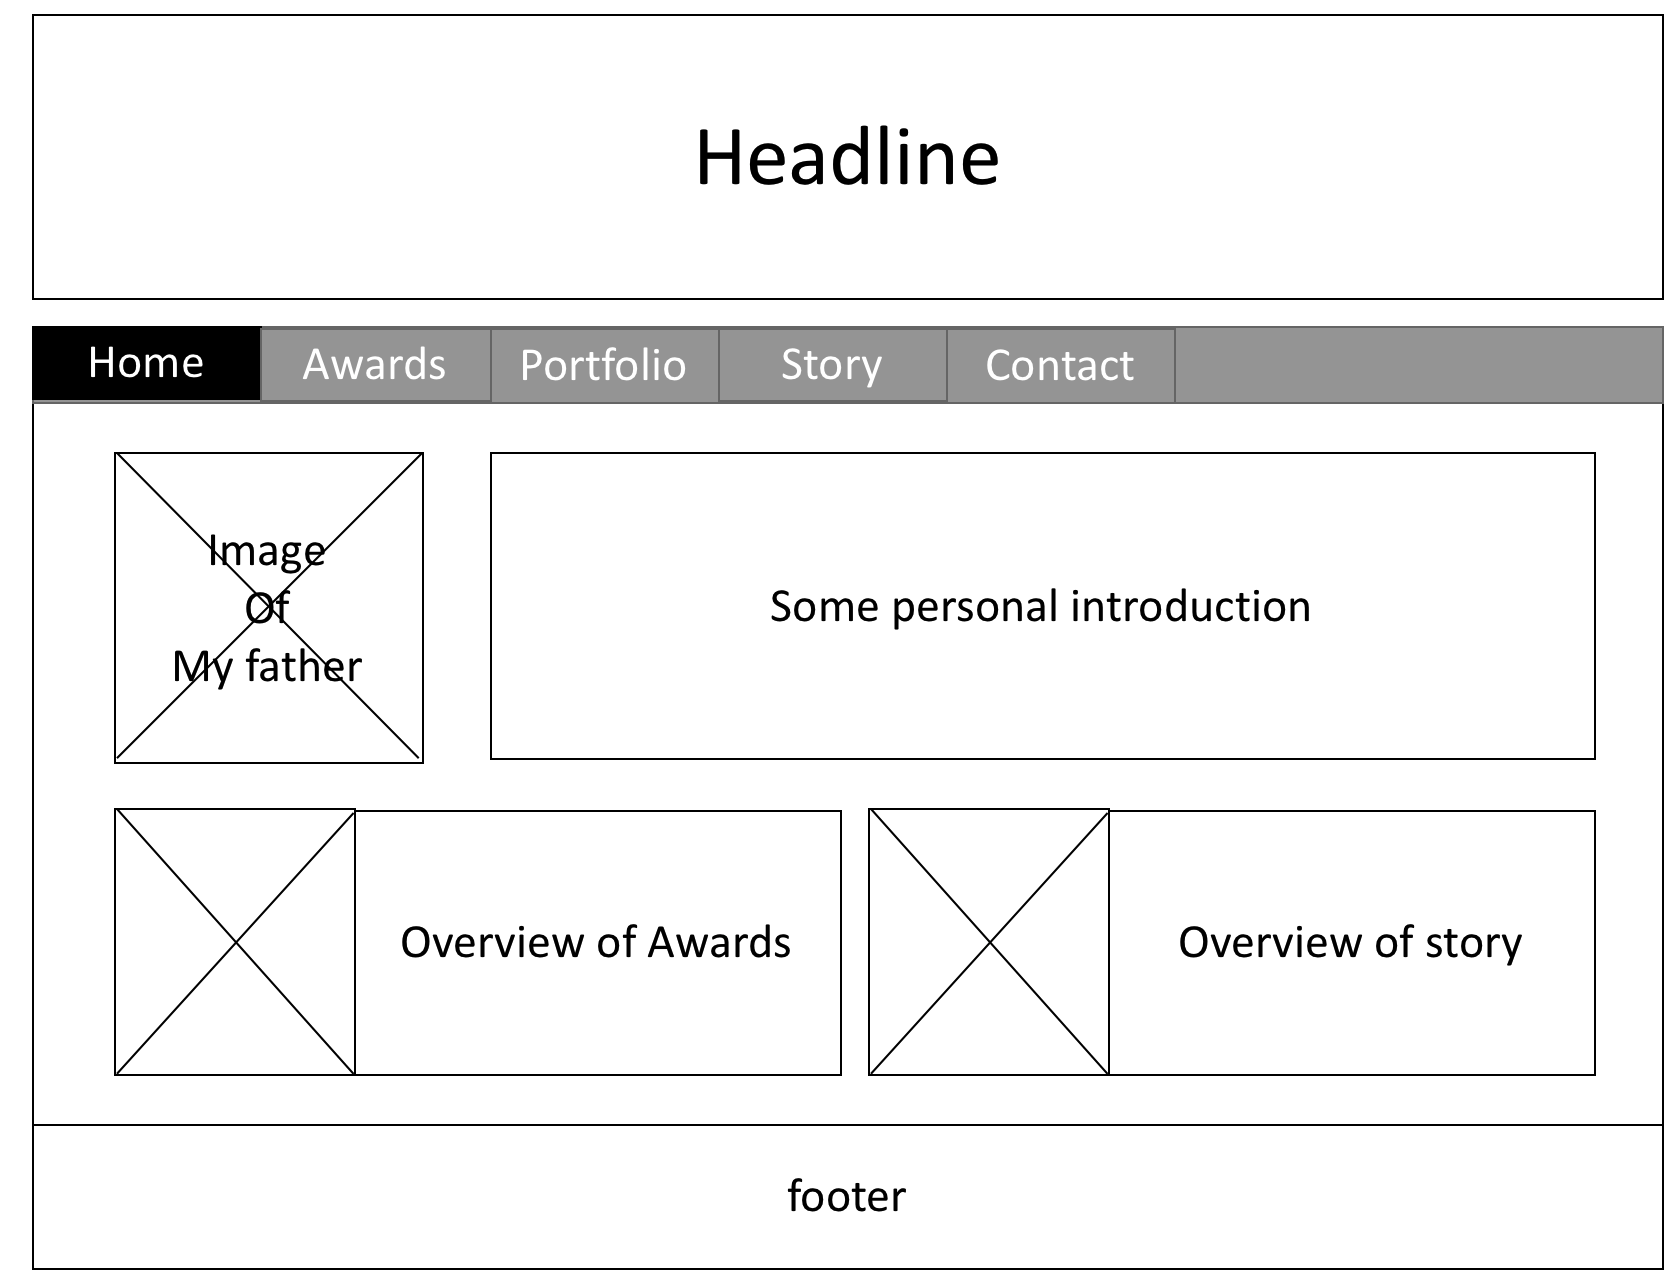 Headline
Home Awards Portfolio Story Contact
Image
Of
My father
Some personal introduction
Overview of Awards
Overview of story
footer